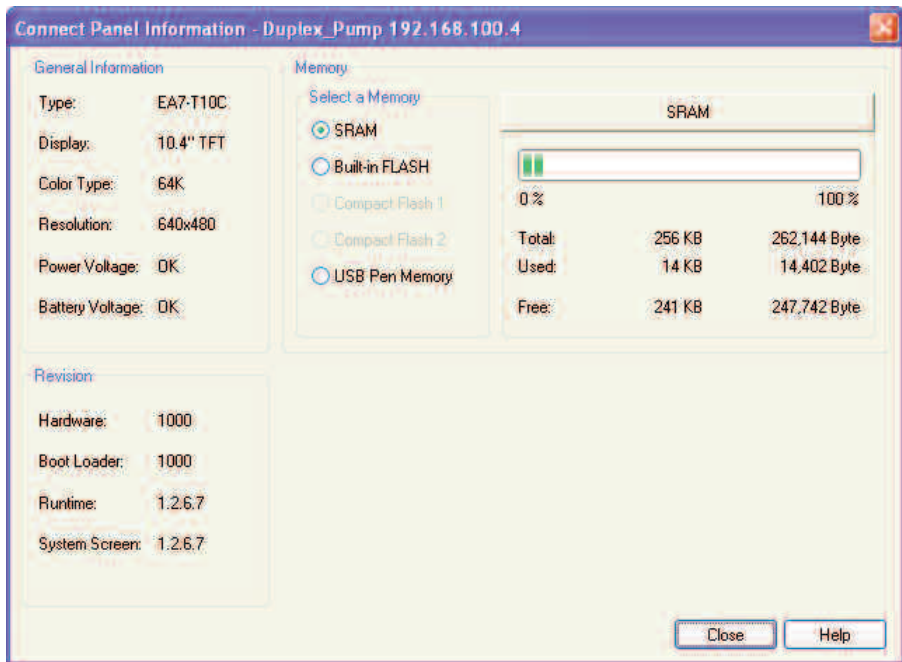 Connect Panel Information - Duplex_Pump 192.168.100.4
General Information
Type: EA7-T10C
Display: 10.4" TFT
Color Type: 64K
Resolution: 640x480
Power Voltage: OK
Battery Voltage: OK
Memory
Select a Memory
SRAM
Built-in FLASH
Compact Flash 1
Compact Flash 2
USB Pen Memory
SRAM
0 % 100 %
Total: 256 KB 262,144 Byte
Used: 14 KB 14,402 Byte
Free: 241 KB 247,742 Byte
Revision
Hardware: 1000
Boot Loader: 1000
Runtime: 1.2.6.7
System Screen: 1.2.6.7
Close Help